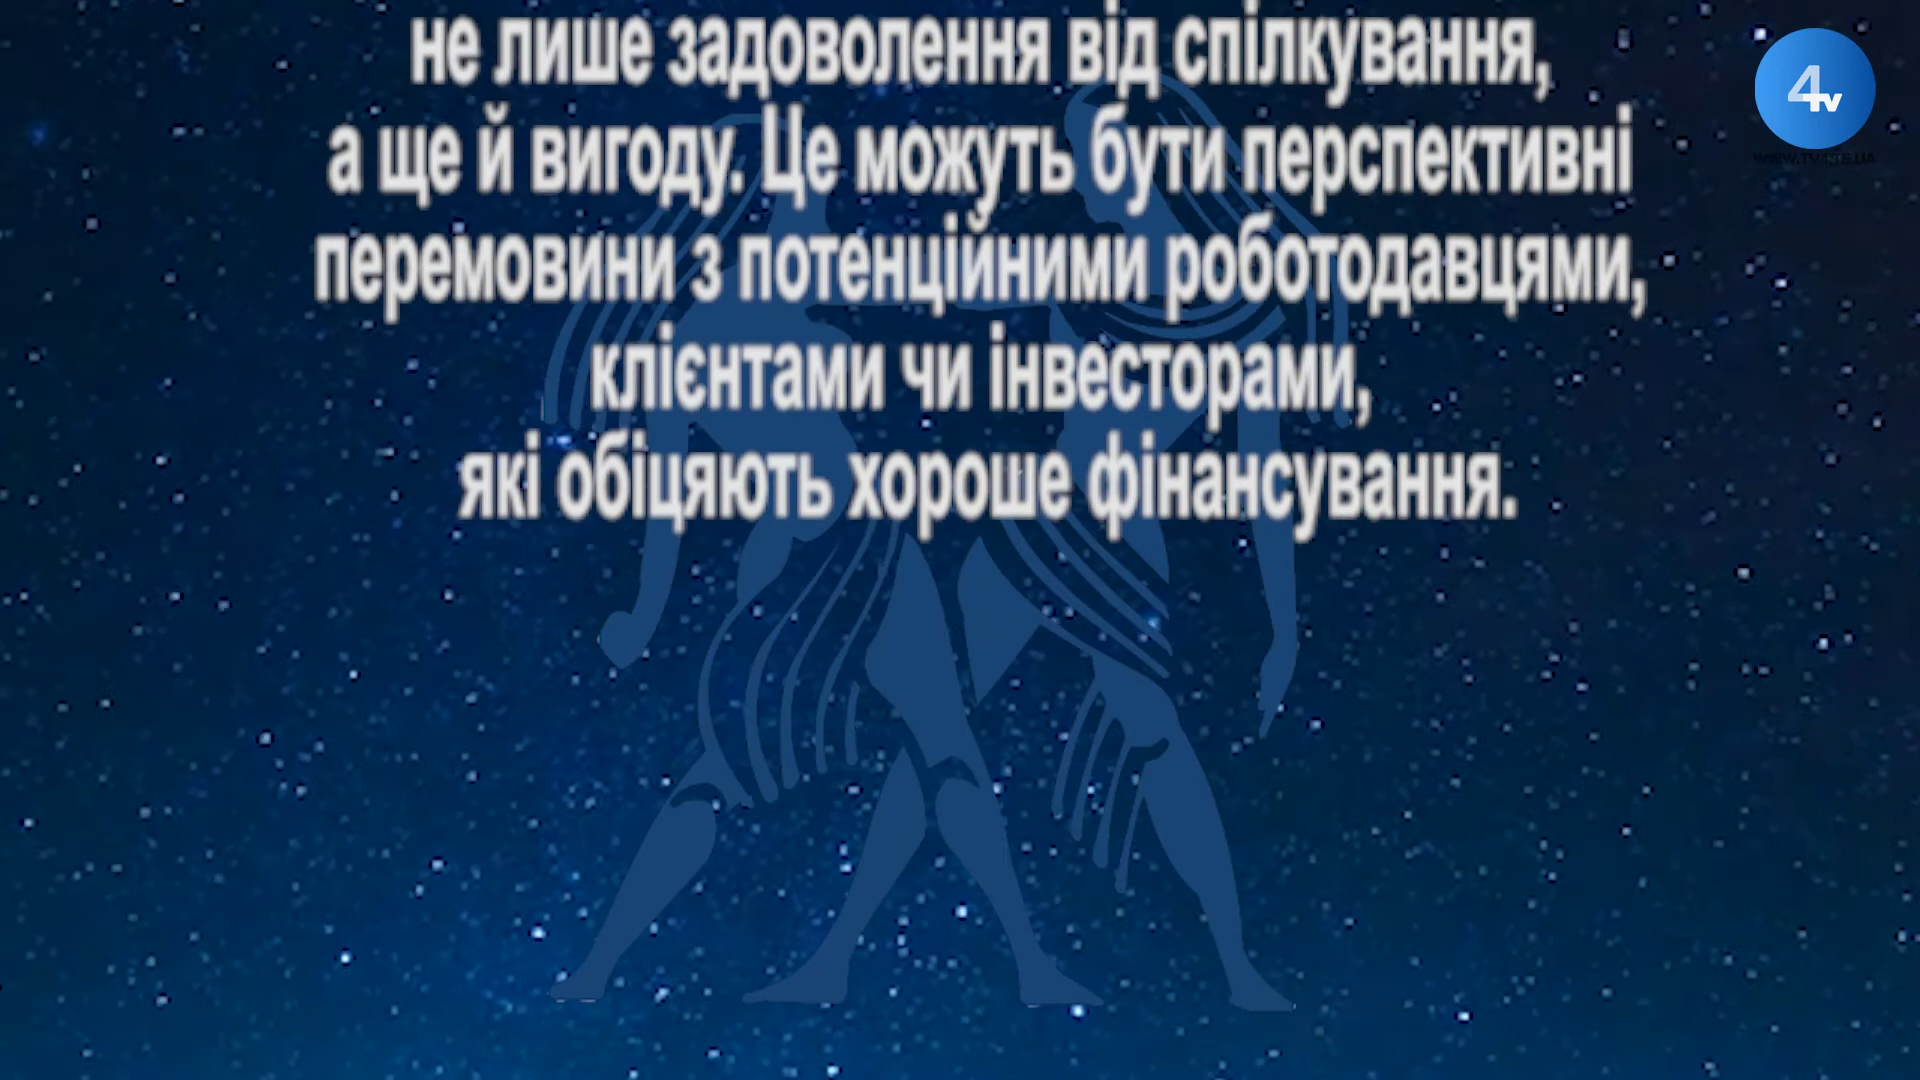 не лише задоволення від спілкування,
а ще й вигоду. Це можуть бути перспективні
перемовини з потенційними роботодавцями,
клієнтами чи інвесторами,
які обіцяють хороше фінансування.
4tv